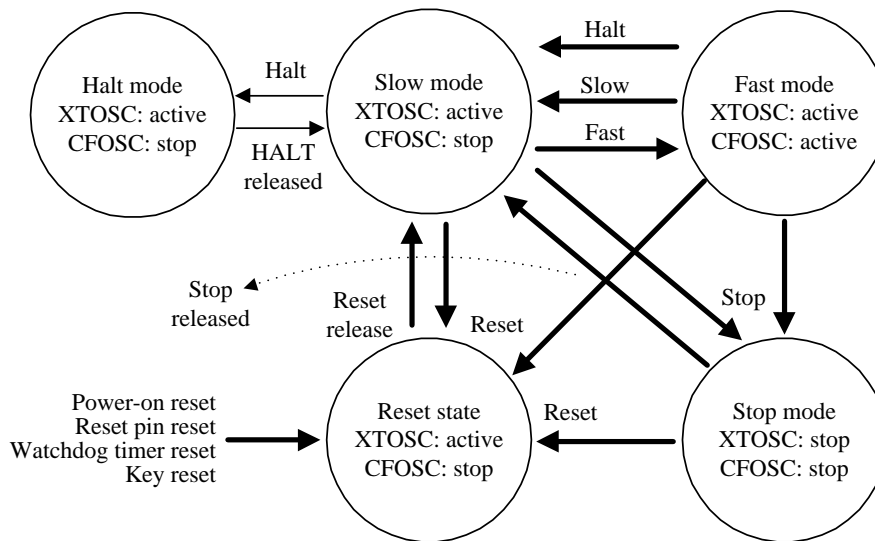 Halt mode
XTOSC: active
CFOSC: stop
Halt
HALT
released
Slow mode
XTOSC: active
CFOSC: stop
Halt
Slow
Fast
Fast mode
XTOSC: active
CFOSC: active
Stop
released
Reset
release
Reset
Stop
Power-on reset
Reset pin reset
Watchdog timer reset
Key reset
Reset state
XTOSC: active
CFOSC: stop
Reset
Stop mode
XTOSC: stop
CFOSC: stop